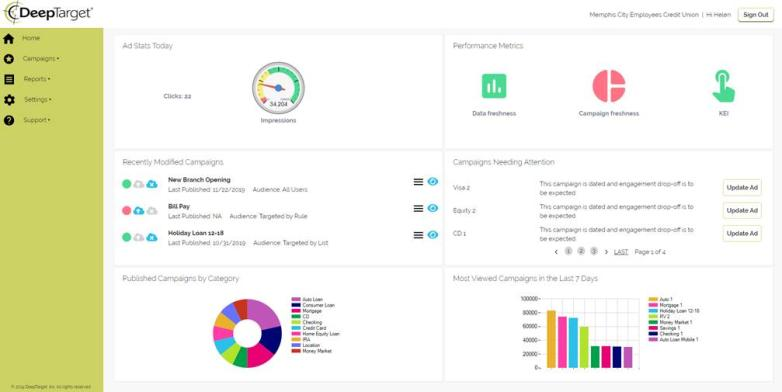 DeepTarget®
Memphis City Employees Credit Union | Hi Helen
Sign Out
Home
Campaigns
Reports
Settings
Support
Ad Stats Today
Clicks: 22
34,204
Impressions
Performance Metrics
Data freshness
Campaign freshness
KEI
Recently Modified Campaigns
New Branch Opening
Last Published: 11/22/2019 Audience: All Users
Bill Pay
Last Published: NA Audience: Targeted by Rule
Holiday Loan 12-18
Last Published: 10/31/2019 Audience: Targeted by List
Campaigns Needing Attention
Visa 2
This campaign is dated and engagement drop-off is to
be expected
Update Ad
Equity 2
This campaign is dated and engagement drop-off is to
be expected
Update Ad
CD 1
This campaign is dated and engagement drop-off is to
be expected
Update Ad
‹ 1 2 3 › LAST Page 1 of 4
Published Campaigns by Category
Auto Loan
Consumer Loan
Mortgage
CD
Checking
Credit Card
Home Equity Loan
IRA
Location
Money Market
Most Viewed Campaigns in the Last 7 Days
100000
80000
60000
40000
20000
0
Auto 1
Mortgage 1
Holiday Loan 12-18
RV 2
Money Market 1
Savings 1
Checking 1
Auto Loan Mobile 1
© 2019 DeepTarget Inc. All rights reserved